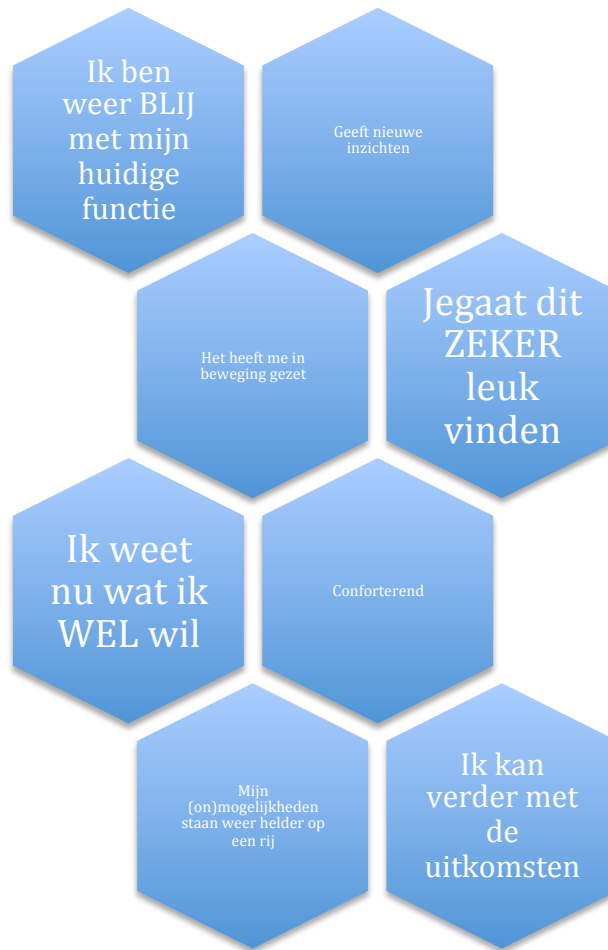 Ik ben
weer BLIJ
met mijn
huidige
functie
Geeft nieuwe
inzichten
Het heeft me in
beweging gezet
Jegaat dit
ZEKER
leuk
vinden
Ik weet
nu wat ik
WEL wil
Conforterend
Mijn
(on)mogelijkheden
staan weer helder op
een rij
Ik kan
verder met
de
uitkomsten